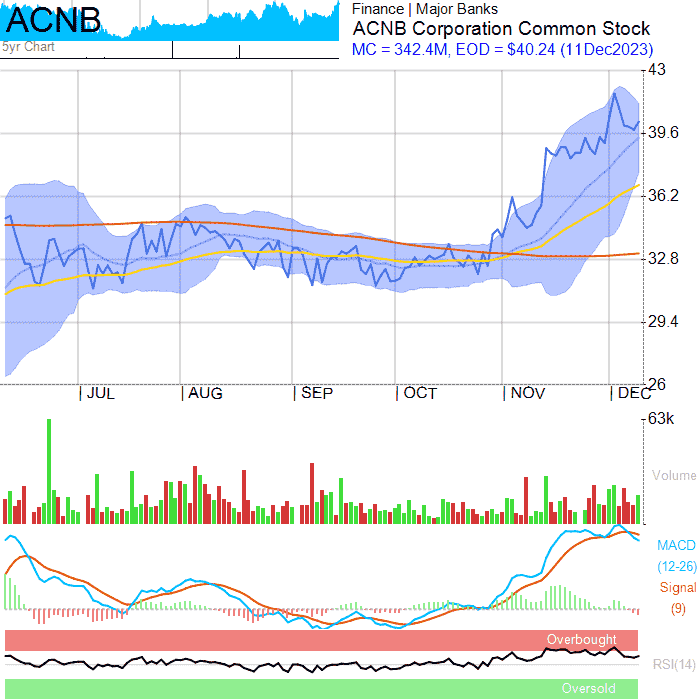 ACNB
5yr Chart
Finance | Major Banks
ACNB Corporation Common Stock
MC = 342.4M, EOD = $40.24 (11Dec2023)
43
39.6
36.2
32.8
29.4
26
JUL AUG SEP OCT NOV DEC
63k
Volume
MACD
(12-26)
Signal
(9)
Overbought
RSI(14)
Oversold